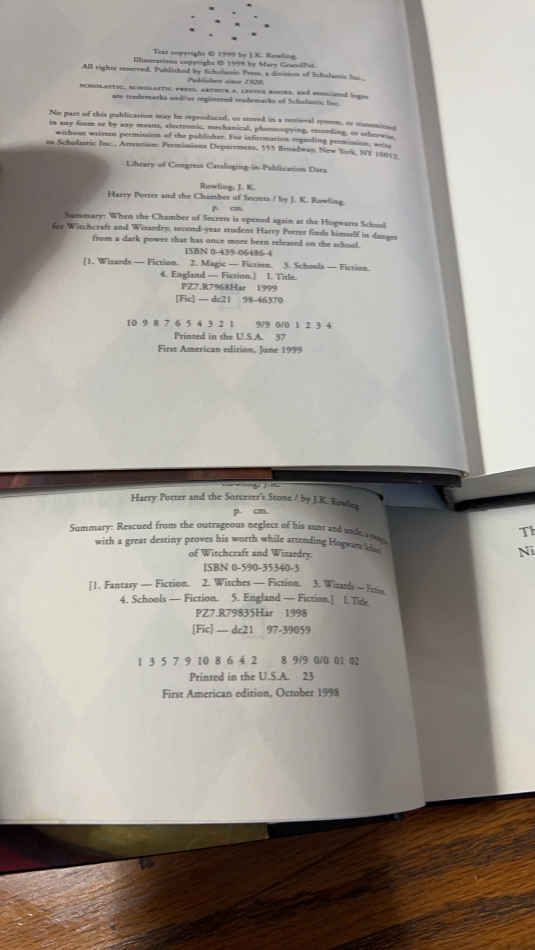 Text copyright © 1999 by J.K. Rowling.
Illustrations copyright © 1999 by Mary GrandPré.
All rights reserved. Published by Scholastic Press, a division of Scholastic Inc.,
Publishers since 1920.
SCHOLASTIC, SCHOLASTIC PRESS, ARTHUR A. LEVINE BOOKS, and associated logos
are trademarks and/or registered trademarks of Scholastic Inc.
No part of this publication may be reproduced, or stored in a retrieval system, or transmitted
in any form or by any means, electronic, mechanical, photocopying, recording, or otherwise,
without written permission of the publisher. For information regarding permission, write
to Scholastic Inc., Attention: Permissions Department, 555 Broadway, New York, NY 10012.
Library of Congress Cataloging-in-Publication Data
Rowling, J. K.
Harry Potter and the Chamber of Secrets / by J. K. Rowling.
p. cm.
Summary: When the Chamber of Secrets is opened again at the Hogwarts School
for Witchcraft and Wizardry, second-year student Harry Potter finds himself in danger
from a dark power that has once more been released on the school.
ISBN 0-439-06486-4
[1. Wizards — Fiction. 2. Magic — Fiction. 3. Schools — Fiction.
4. England — Fiction.] I. Title.
PZ7.R7968Har 1999
[Fic] — dc21 98-46370
10 9 8 7 6 5 4 3 2 1 9/9 0/0 1 2 3 4
Printed in the U.S.A. 37
First American edition, June 1999
Harry Potter and the Sorcerer's Stone / by J.K. Rowling
p. cm.
Summary: Rescued from the outrageous neglect of his aunt and uncle, a
with a great destiny proves his worth while attending Hogwarts School
of Witchcraft and Wizardry.
ISBN 0-590-35340-3
[1. Fantasy — Fiction. 2. Witches — Fiction. 3. Wizards — Fiction.
4. Schools — Fiction. 5. England — Fiction.] I. Title.
PZ7.R79835Har 1998
[Fic] — dc21 97-39059
1 3 5 7 9 10 8 6 4 2 8 9/9 0/0 01 02
Printed in the U.S.A. 23
First American edition, October 1998
Th
Ni